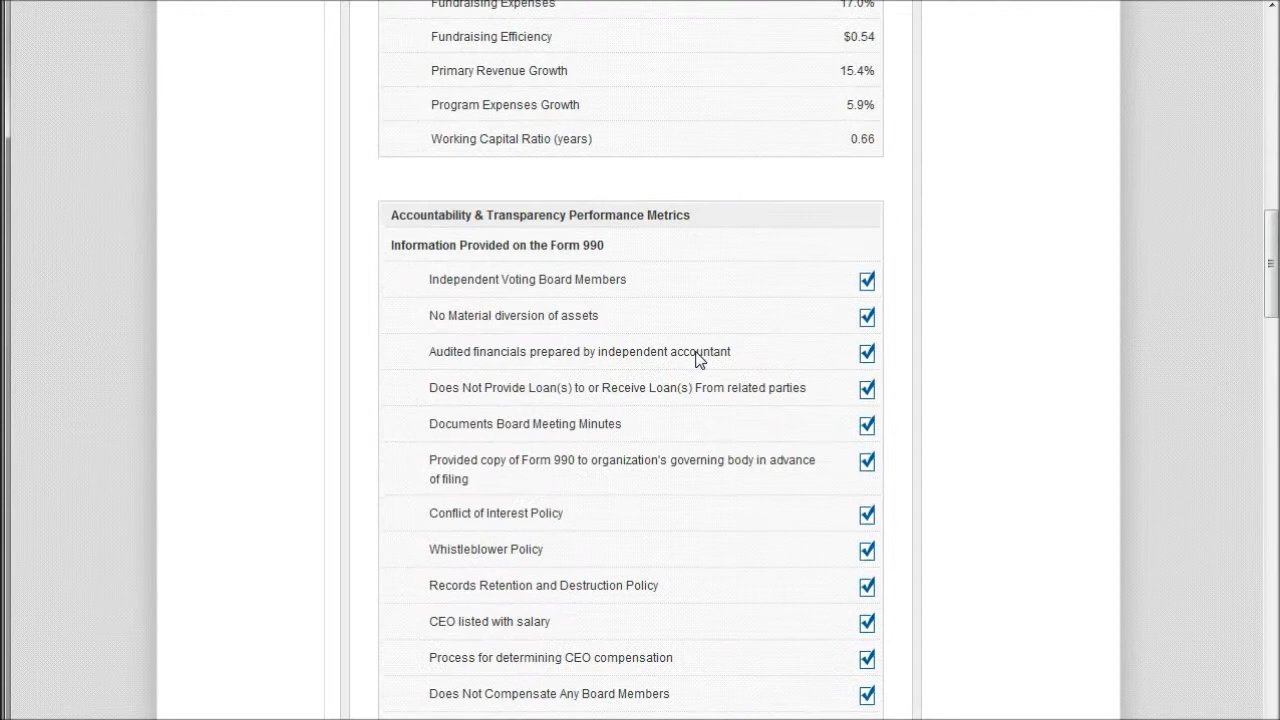 Fundraising Expenses 17.0%
Fundraising Efficiency $0.54
Primary Revenue Growth 15.4%
Program Expenses Growth 5.9%
Working Capital Ratio (years) 0.66
Accountability & Transparency Performance Metrics
Information Provided on the Form 990
Independent Voting Board Members
No Material diversion of assets
Audited financials prepared by independent accountant
Does Not Provide Loan(s) to or Receive Loan(s) From related parties
Documents Board Meeting Minutes
Provided copy of Form 990 to organization's governing body in advance
of filing
Conflict of Interest Policy
Whistleblower Policy
Records Retention and Destruction Policy
CEO listed with salary
Process for determining CEO compensation
Does Not Compensate Any Board Members